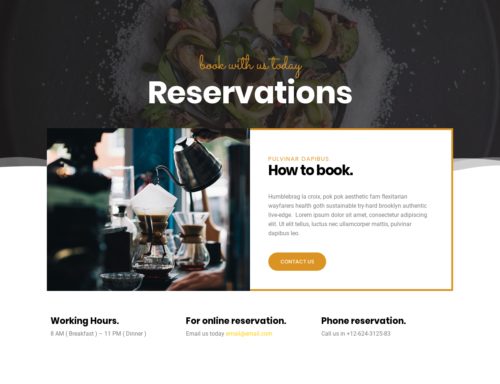 book with us today
Reservations
PULVINAR DAPIBUS
How to book.
Humblebrag la croix, pok pok aesthetic fam flexitarian
wayfarers health goth sustainable try-hard brooklyn authentic
live-edge. Lorem ipsum dolor sit amet, consectetur adipiscing
elit. Ut elit tellus, luctus nec ullamcorper mattis, pulvinar
dapibus leo.
CONTACT US
Working Hours.
8 AM ( Breakfast ) – 11 PM ( Dinner )
For online reservation.
Email us today email@email.com
Phone reservation.
Call us in +12-624-3125-83